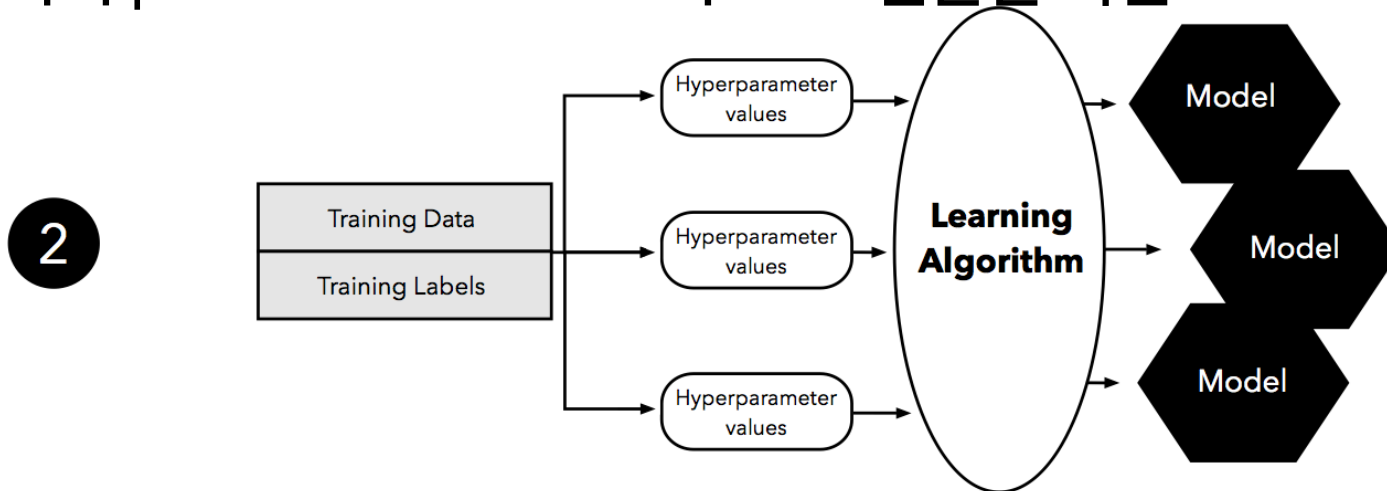 2
Training Data
Training Labels
Hyperparameter
values
Hyperparameter
values
Hyperparameter
values
Learning
Algorithm
Model
Model
Model